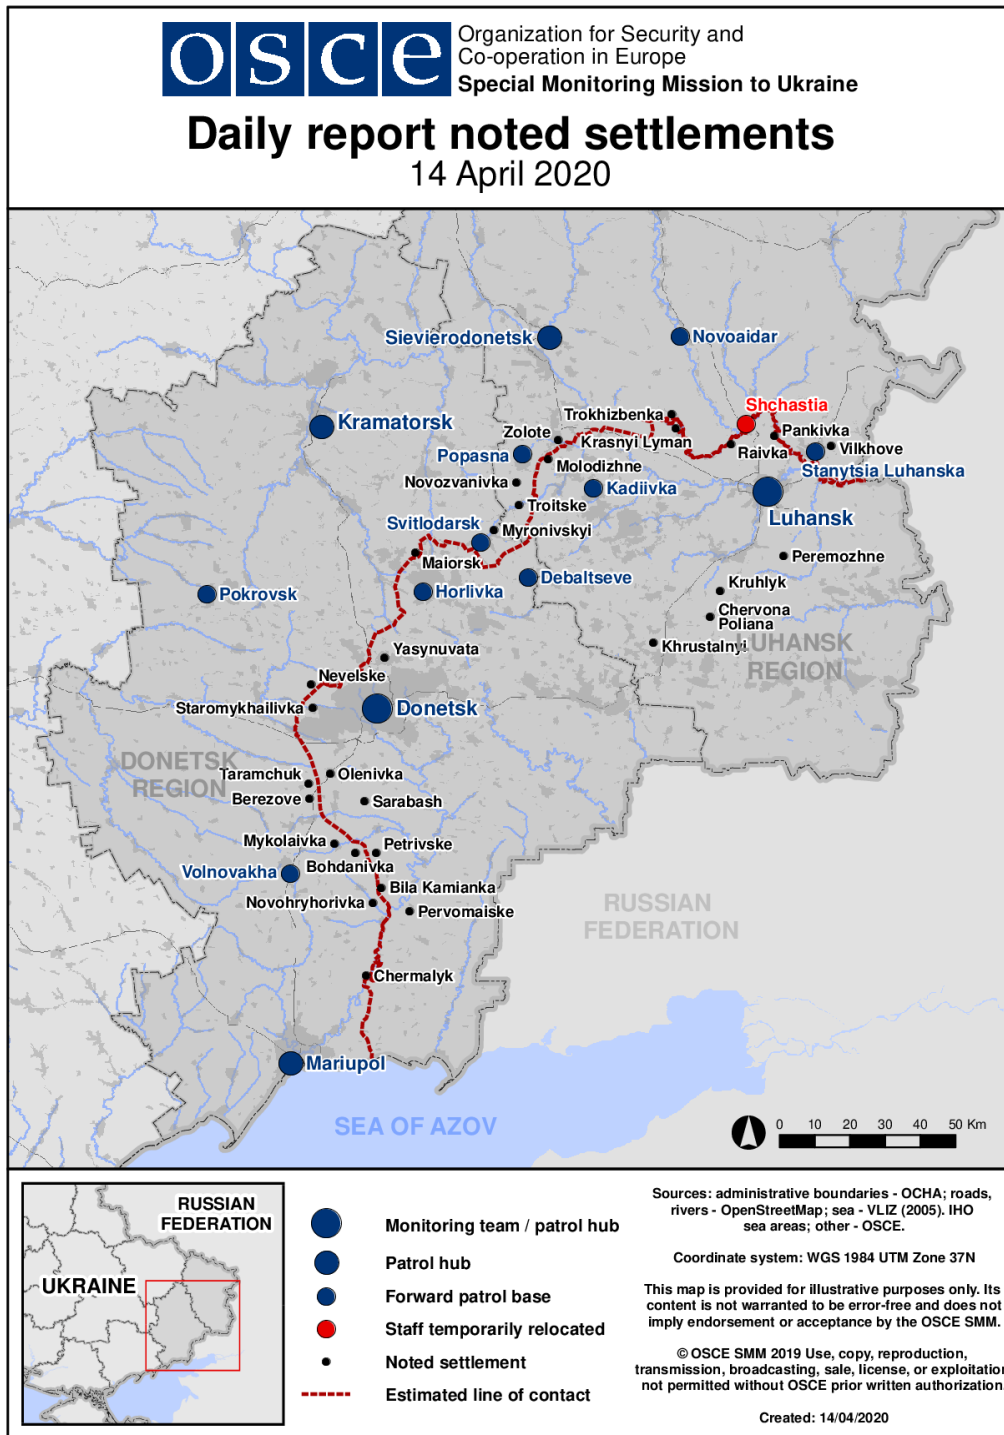 osce
Organization for Security and
Co-operation in Europe
Special Monitoring Mission to Ukraine
Daily report noted settlements
14 April 2020
Sievierodonetsk
Novoaidar
Kramatorsk
Trokhizbenka
Shchastia
Zolote
Krasnyi Lyman
Pankivka
Popasna
Molodizhne
Raivka
Vilkhove
Stanytsia Luhanska
Novozvanivka
Kadiivka
Troitske
Luhansk
Svitlodarsk
Myronivskyi
Maiorsk
Peremozhne
Debaltseve
Pokrovsk
Horlivka
Kruhlyk
Chervona
Poliana
Khrustalnyi
LUHANSK
REGION
Yasynuvata
Nevelske
Staromykhailivka
Donetsk
DONETSK
REGION
Taramchuk
Olenivka
Berezove
Sarabash
Mykolaivka
Petrivske
Bohdanivka
Volnovakha
Bila Kamianka
Novohryhorivka
Pervomaiske
RUSSIAN
FEDERATION
Chermalyk
Mariupol
SEA OF AZOV
0 10 20 30 40 50 Km
RUSSIAN
FEDERATION
UKRAINE
Monitoring team / patrol hub
Patrol hub
Forward patrol base
Staff temporarily relocated
Noted settlement
Estimated line of contact
Sources: administrative boundaries - OCHA; roads,
rivers - OpenStreetMap; sea - VLIZ (2005). IHO
sea areas; other - OSCE.
Coordinate system: WGS 1984 UTM Zone 37N
This map is provided for illustrative purposes only. Its
content is not warranted to be error-free and does not
imply endorsement or acceptance by the OSCE SMM.
© OSCE SMM 2019 Use, copy, reproduction,
transmission, broadcasting, sale, license, or exploitation
not permitted without OSCE prior written authorization.
Created: 14/04/2020